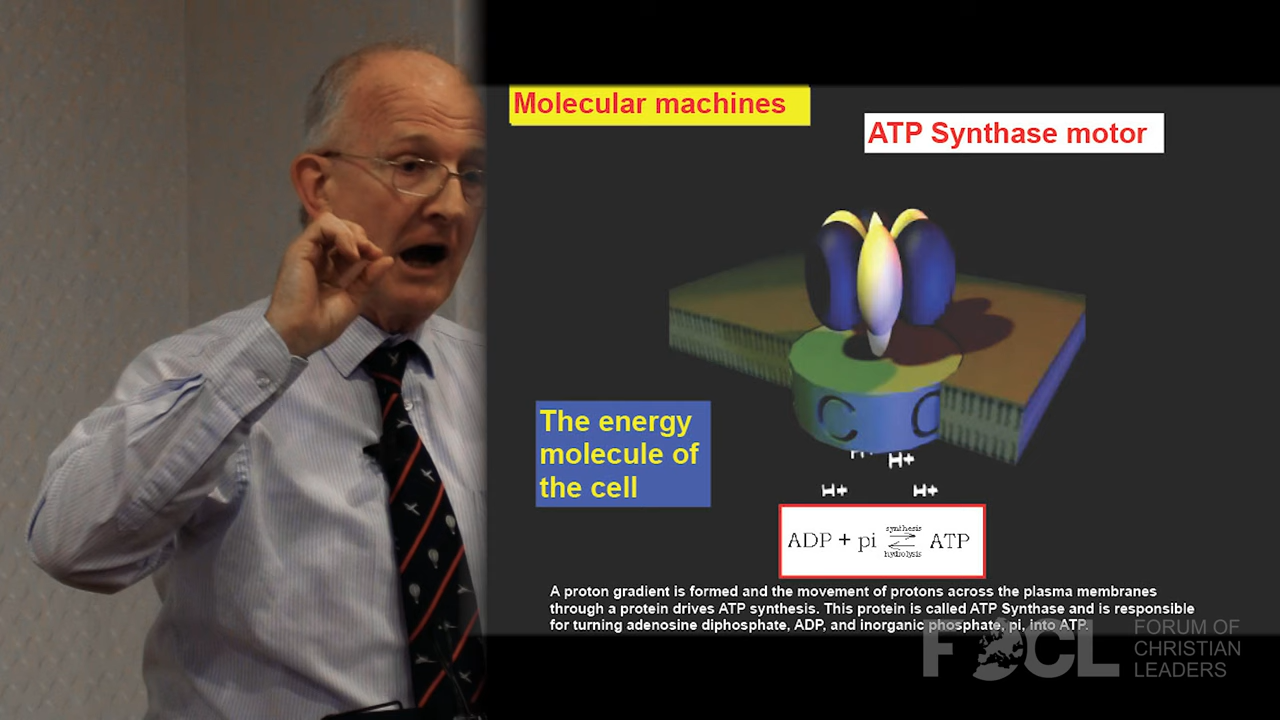 Molecular machines
ATP Synthase motor
C C
The energy
molecule of
the cell
H+ H+
H+ H+
synthesis
ADP + pi ATP
hydrolysis
A proton gradient is formed and the movement of protons across the plasma membranes
through a protein drives ATP synthesis. This protein is called ATP Synthase and is responsible
for turning adenosine diphosphate, ADP, and inorganic phosphate, pi, into ATP.
FOCL
FORUM OF
CHRISTIAN
LEADERS